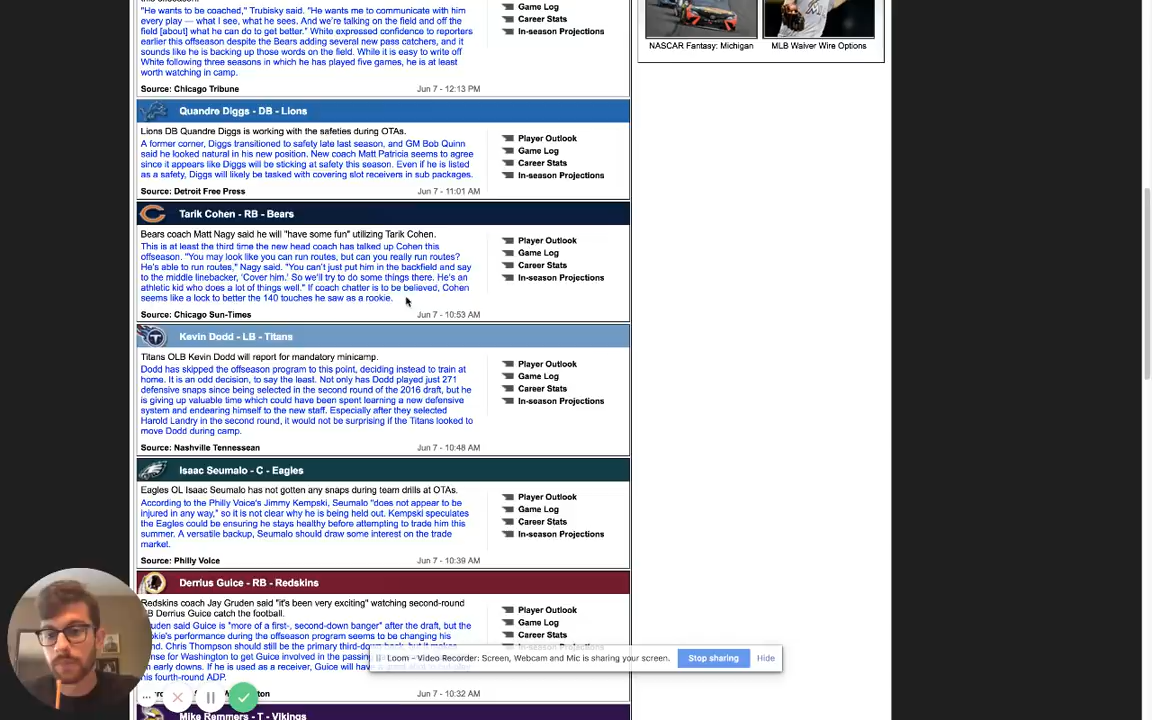 "He wants to be coached," Trubisky said. "He wants me to communicate with him
every play — what I see, what he sees. And we're talking on the field and off the
field [about] what he can do to get better." White expressed confidence to reporters
earlier this offseason despite the Bears adding several new pass catchers, and it
sounds like he is backing up those words on the field. While it is easy to write off
White following three seasons in which he has played five games, he is at least
worth watching in camp.
Source: Chicago Tribune
Jun 7 - 12:13 PM
Game Log
Career Stats
In-season Projections
NASCAR Fantasy: Michigan
MLB Waiver Wire Options
Quandre Diggs - DB - Lions
Lions DB Quandre Diggs is working with the safeties during OTAs.
A former corner, Diggs transitioned to safety late last season, and GM Bob Quinn
said he looked natural in his new position. New coach Matt Patricia seems to agree
since it appears like Diggs will be sticking at safety this season. Even if he is listed
as a safety, Diggs will likely be tasked with covering slot receivers in sub packages.
Source: Detroit Free Press
Jun 7 - 11:01 AM
Player Outlook
Game Log
Career Stats
In-season Projections
Tarik Cohen - RB - Bears
Bears coach Matt Nagy said he will "have some fun" utilizing Tarik Cohen.
This is at least the third time the new head coach has talked up Cohen this
offseason. "You may look like you can run routes, but can you really run routes?
He's able to run routes," Nagy said. "You can't just put him in the backfield and say
to the middle linebacker, 'Cover him.' So we'll try to do some things there. He's an
athletic kid who does a lot of things well." If coach chatter is to be believed, Cohen
seems like a lock to better the 140 touches he saw as a rookie.
Source: Chicago Sun-Times
Jun 7 - 10:53 AM
Player Outlook
Game Log
Career Stats
In-season Projections
Kevin Dodd - LB - Titans
Titans OLB Kevin Dodd will report for mandatory minicamp.
Dodd has skipped the offseason program to this point, deciding instead to train at
home. It is an odd decision, to say the least. Not only has Dodd played just 271
defensive snaps since being selected in the second round of the 2016 draft, but he
is giving up valuable time which could have been spent learning a new defensive
system and endearing himself to the new staff. Especially after they selected
Harold Landry in the second round, it would not be surprising if the Titans looked to
move Dodd during camp.
Source: Nashville Tennessean
Jun 7 - 10:48 AM
Player Outlook
Game Log
Career Stats
In-season Projections
Isaac Seumalo - C - Eagles
Eagles OL Isaac Seumalo has not gotten any snaps during team drills at OTAs.
According to the Philly Voice's Jimmy Kempski, Seumalo "does not appear to be
injured in any way," so it is not clear why he is being held out. Kempski speculates
the Eagles could be ensuring he stays healthy before attempting to trade him this
summer. A versatile backup, Seumalo should draw some interest on the trade
market.
Source: Philly Voice
Jun 7 - 10:39 AM
Player Outlook
Game Log
Career Stats
In-season Projections
Derrius Guice - RB - Redskins
Redskins coach Jay Gruden said "it's been very exciting" watching second-round
RB Derrius Guice catch the football.
uden said Guice is "more of a first-, second-down banger" after the draft, but the
okie's performance during the offseason program seems to be changing his
nd. Chris Thompson should still be the primary third-down back, but it makes
nse for Washington to get Guice involved in the passing
early downs. If he is used as a receiver, Guice will have
his fourth-round ADP.
Jun 7 - 10:32 AM
Player Outlook
Game Log
Career Stats
Loom – Video Recorder: Screen, Webcam and Mic is sharing your screen.
Stop sharing
Hide
Mike Remmers - T - Vikings